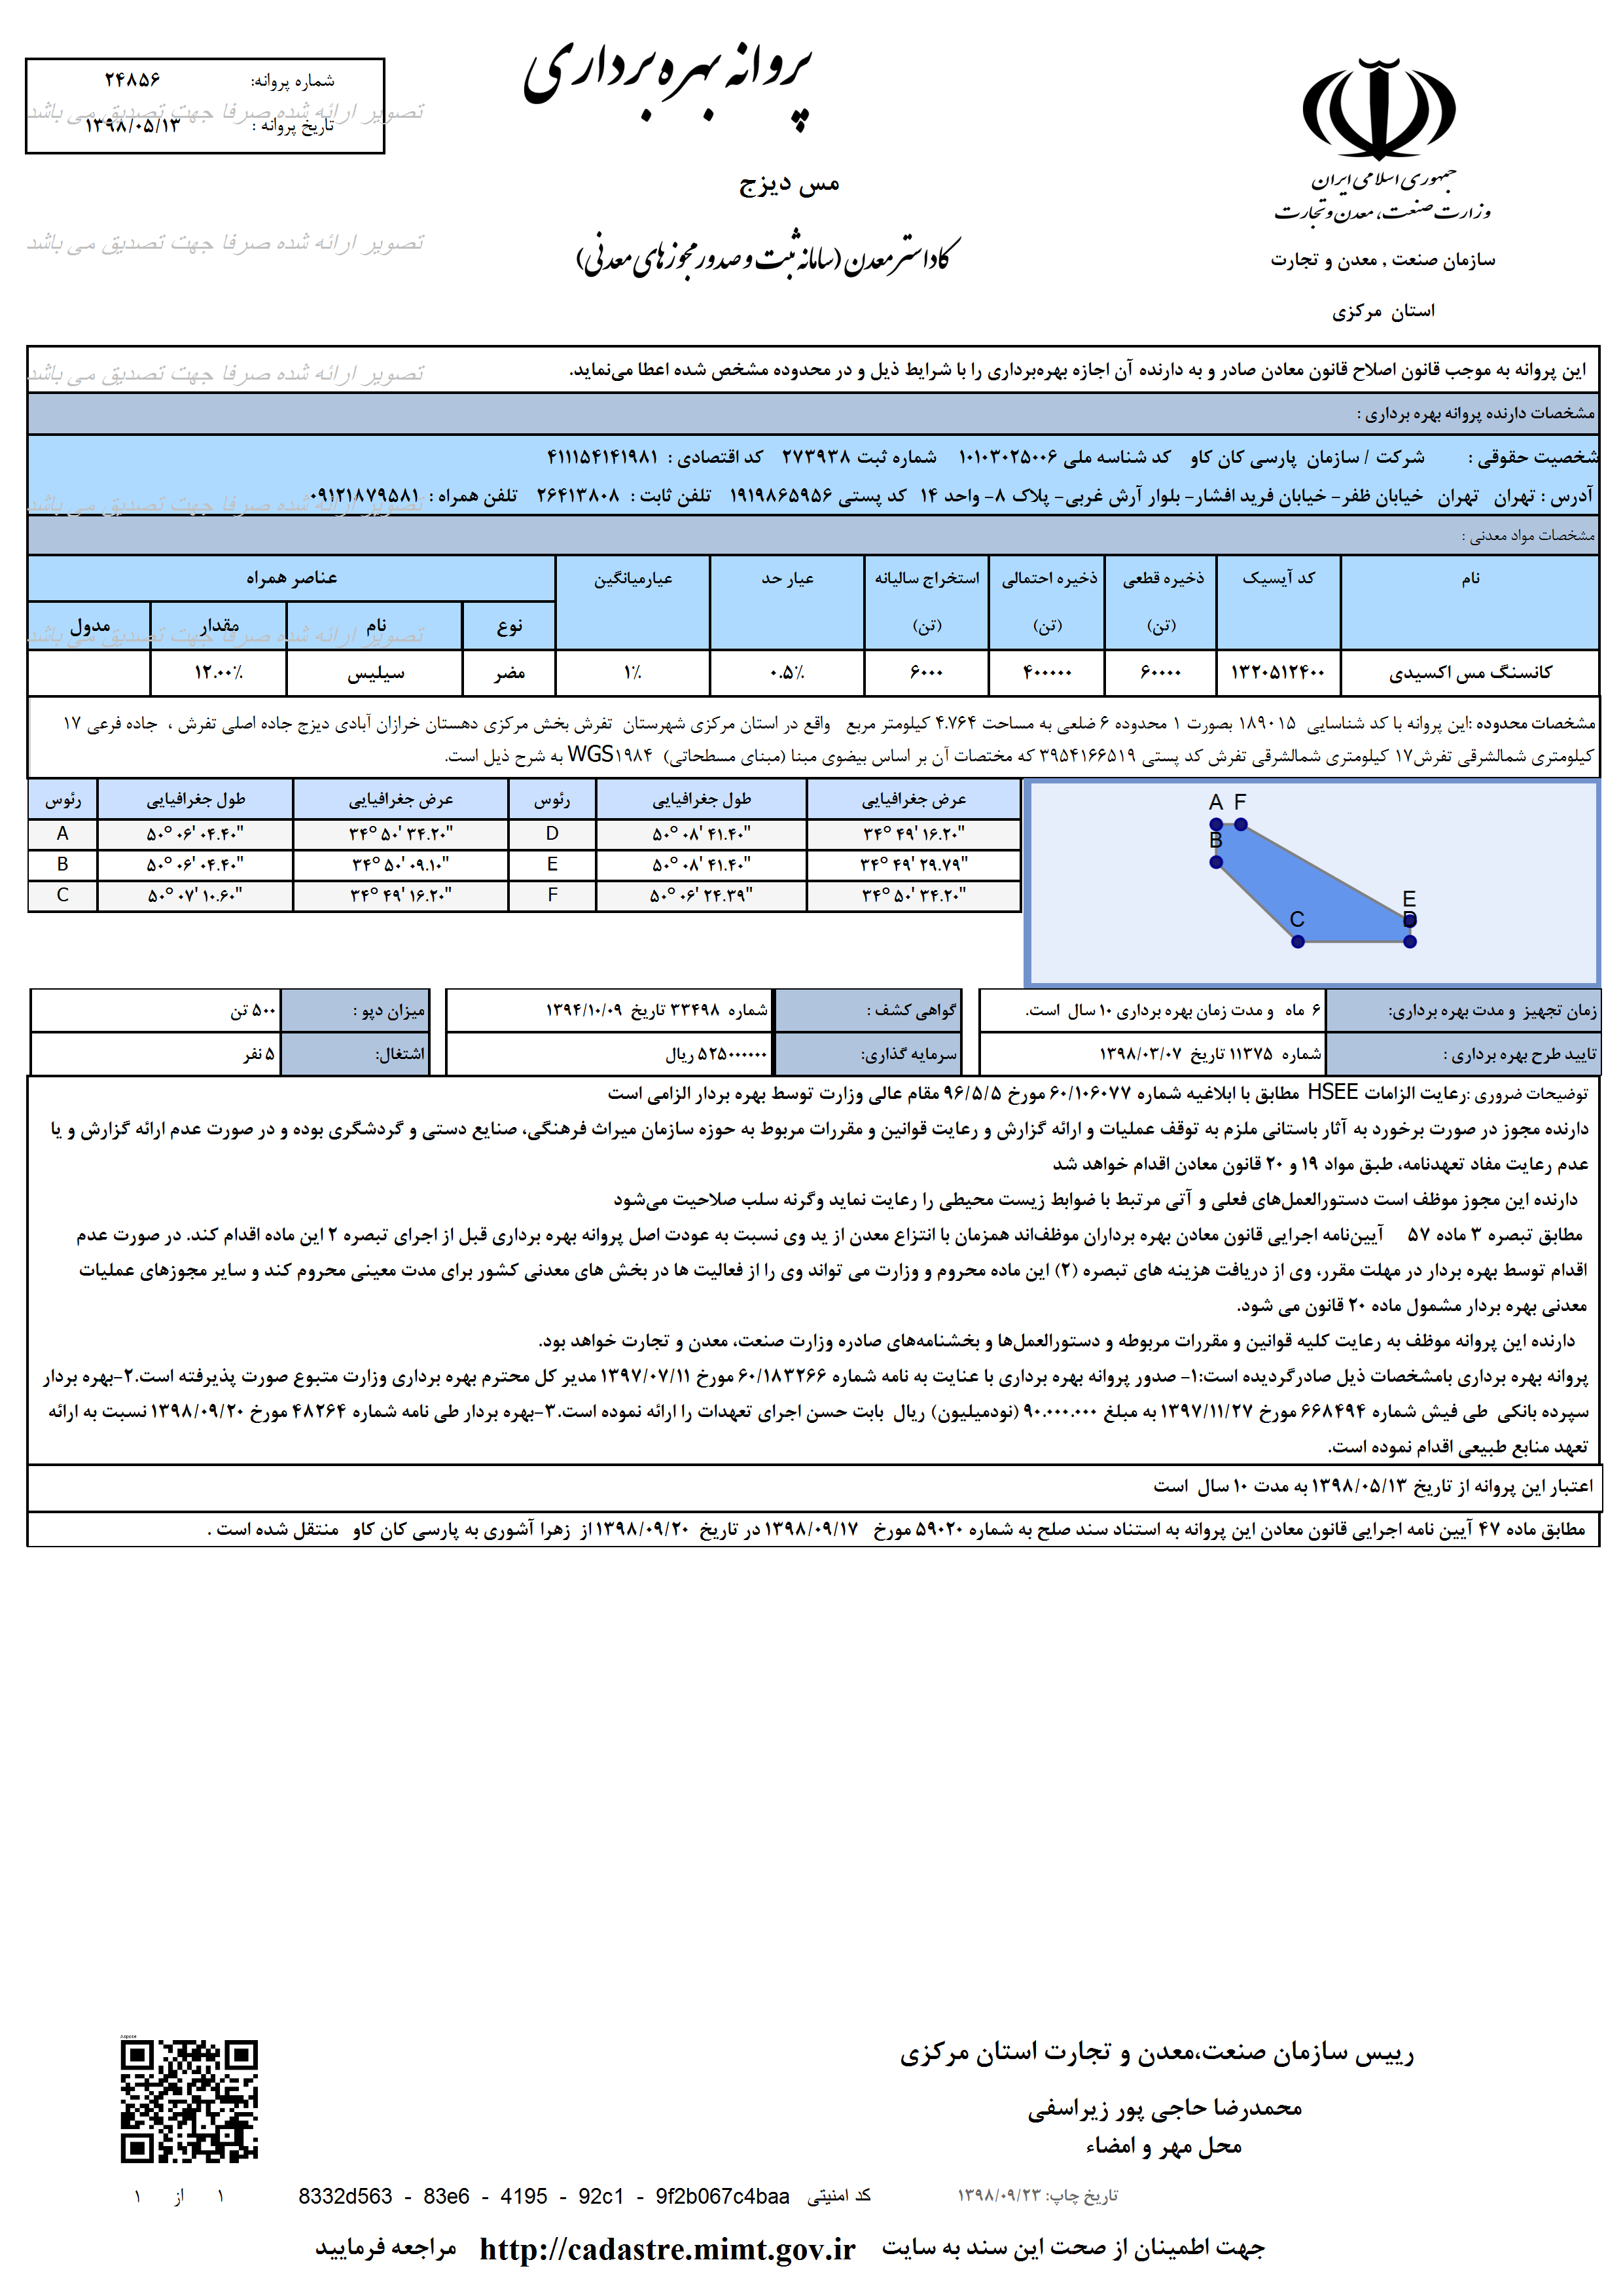 شماره پروانه: ۲۴۸۵۶
تاریخ پروانه : ۱۳۹۸/۰۵/۱۳
تصویر ارائه شده صرفا جهت تصدیق می باشد
پروانه بهره برداری
مس دیزج
کاداستر معدن (سامانه ثبت و صدور مجوزهای معدنی)
جمهوری اسلامی ایران
وزارت صنعت، معدن و تجارت
سازمان صنعت , معدن و تجارت
استان مرکزی
تصویر ارائه شده صرفا جهت تصدیق می باشد
این پروانه به موجب قانون اصلاح قانون معادن صادر و به دارنده آن اجازه بهره‌برداری را با شرایط ذیل و در محدوده مشخص شده اعطا می‌نماید.
تصویر ارائه شده صرفا جهت تصدیق می باشد
مشخصات دارنده پروانه بهره برداری :
شخصیت حقوقی : شرکت / سازمان پارسی کان کاو کد شناسه ملی ۱۰۱۰۳۰۲۵۰۰۶ شماره ثبت ۲۷۳۹۳۸ کد اقتصادی : ۴۱۱۱۵۴۱۴۱۹۸۱
آدرس : تهران تهران خیابان ظفر- خیابان فرید افشار- بلوار آرش غربی- پلاک ۸- واحد ۱۴ کد پستی ۱۹۱۹۸۶۵۹۵۶ تلفن ثابت : ۲۶۴۱۳۸۰۸ تلفن همراه : ۰۹۱۲۱۸۷۹۵۸۱
تصویر ارائه شده صرفا جهت تصدیق می باشد
مشخصات مواد معدنی :
نام کد آیسیک ذخیره قطعی (تن) ذخیره احتمالی (تن) استخراج سالیانه (تن) عیار حد عیارمیانگین عناصر همراه
نوع نام مقدار مدول
تصویر ارائه شده صرفا جهت تصدیق می باشد
کانسنگ مس اکسیدی ۱۳۲۰۵۱۲۴۰۰ ۶۰۰۰۰ ۴۰۰۰۰۰ ۶۰۰۰ ۰.۵٪ ۱٪ مضر سیلیس ۱۲.۰۰٪
مشخصات محدوده :این پروانه با کد شناسایی ۱۸۹۰۱۵ بصورت ۱ محدوده ۶ ضلعی به مساحت ۴.۷۶۴ کیلومتر مربع واقع در استان مرکزی شهرستان تفرش بخش مرکزی دهستان خرازان آبادی دیزج جاده اصلی تفرش ، جاده فرعی ۱۷
کیلومتری شمالشرقی تفرش۱۷ کیلومتری شمالشرقی تفرش کد پستی ۳۹۵۴۱۶۶۵۱۹ که مختصات آن بر اساس بیضوی مبنا (مبنای مسطحاتی) WGS۱۹۸۴ به شرح ذیل است.
عرض جغرافیایی طول جغرافیایی رئوس عرض جغرافیایی طول جغرافیایی رئوس
۳۴° ۴۹' ۱۶.۲۰" ۵۰° ۰۸' ۴۱.۴۰" D ۳۴° ۵۰' ۳۴.۲۰" ۵۰° ۰۶' ۰۴.۴۰" A
۳۴° ۴۹' ۲۹.۷۹" ۵۰° ۰۸' ۴۱.۴۰" E ۳۴° ۵۰' ۰۹.۱۰" ۵۰° ۰۶' ۰۴.۴۰" B
۳۴° ۵۰' ۳۴.۲۰" ۵۰° ۰۶' ۲۴.۳۹" F ۳۴° ۴۹' ۱۶.۲۰" ۵۰° ۰۷' ۱۰.۶۰" C
A F
B
E
C D
زمان تجهیز و مدت بهره برداری: ۶ ماه و مدت زمان بهره برداری ۱۰ سال است. گواهی کشف : شماره ۳۳۴۹۸ تاریخ ۱۳۹۴/۱۰/۰۹ میزان دپو : ۵۰۰ تن
تایید طرح بهره برداری : شماره ۱۱۳۷۵ تاریخ ۱۳۹۸/۰۳/۰۷ سرمایه گذاری: ۵۲۵۰۰۰۰۰۰ ریال اشتغال: ۵ نفر
توضیحات ضروری :رعایت الزامات HSEE مطابق با ابلاغیه شماره ۶۰/۱۰۶۰۷۷ مورخ ۹۶/۵/۵ مقام عالی وزارت توسط بهره بردار الزامی است
دارنده مجوز در صورت برخورد به آثار باستانی ملزم به توقف عملیات و ارائه گزارش و رعایت قوانین و مقررات مربوط به حوزه سازمان میراث فرهنگی، صنایع دستی و گردشگری بوده و در صورت عدم ارائه گزارش و یا
عدم رعایت مفاد تعهدنامه، طبق مواد ۱۹ و ۲۰ قانون معادن اقدام خواهد شد
دارنده این مجوز موظف است دستورالعمل‌های فعلی و آتی مرتبط با ضوابط زیست محیطی را رعایت نماید وگرنه سلب صلاحیت می‌شود
مطابق تبصره ۳ ماده ۵۷ آیین‌نامه اجرایی قانون معادن بهره برداران موظف‌اند همزمان با انتزاع معدن از ید وی نسبت به عودت اصل پروانه بهره برداری قبل از اجرای تبصره ۲ این ماده اقدام کند. در صورت عدم
اقدام توسط بهره بردار در مهلت مقرر، وی از دریافت هزینه های تبصره (۲) این ماده محروم و وزارت می تواند وی را از فعالیت ها در بخش های معدنی کشور برای مدت معینی محروم کند و سایر مجوزهای عملیات
معدنی بهره بردار مشمول ماده ۲۰ قانون می شود.
دارنده این پروانه موظف به رعایت کلیه قوانین و مقررات مربوطه و دستورالعمل‌ها و بخشنامه‌های صادره وزارت صنعت، معدن و تجارت خواهد بود.
پروانه بهره برداری بامشخصات ذیل صادرگردیده است:۱- صدور پروانه بهره برداری با عنایت به نامه شماره ۶۰/۱۸۳۲۶۶ مورخ ۱۳۹۷/۰۷/۱۱ مدیر کل محترم بهره برداری وزارت متبوع صورت پذیرفته است.۲-بهره بردار
سپرده بانکی طی فیش شماره ۶۶۸۴۹۴ مورخ ۱۳۹۷/۱۱/۲۷ به مبلغ ۹۰.۰۰۰.۰۰۰ (نودمیلیون) ریال بابت حسن اجرای تعهدات را ارائه نموده است.۳-بهره بردار طی نامه شماره ۴۸۲۶۴ مورخ ۱۳۹۸/۰۹/۲۰ نسبت به ارائه
تعهد منابع طبیعی اقدام نموده است.
اعتبار این پروانه از تاریخ ۱۳۹۸/۰۵/۱۳ به مدت ۱۰ سال است
مطابق ماده ۴۷ آیین نامه اجرایی قانون معادن این پروانه به استناد سند صلح به شماره ۵۹۰۲۰ مورخ ۱۳۹۸/۰۹/۱۷ در تاریخ ۱۳۹۸/۰۹/۲۰ از زهرا آشوری به پارسی کان کاو منتقل شده است .
رییس سازمان صنعت،معدن و تجارت استان مرکزی
محمدرضا حاجی پور زیراسفی
محل مهر و امضاء
تاریخ چاپ: ۱۳۹۸/۰۹/۲۳ کد امنیتی 8332d563 - 83e6 - 4195 - 92c1 - 9f2b067c4baa ۱ از ۱
جهت اطمینان از صحت این سند به سایت http://cadastre.mimt.gov.ir مراجعه فرمایید